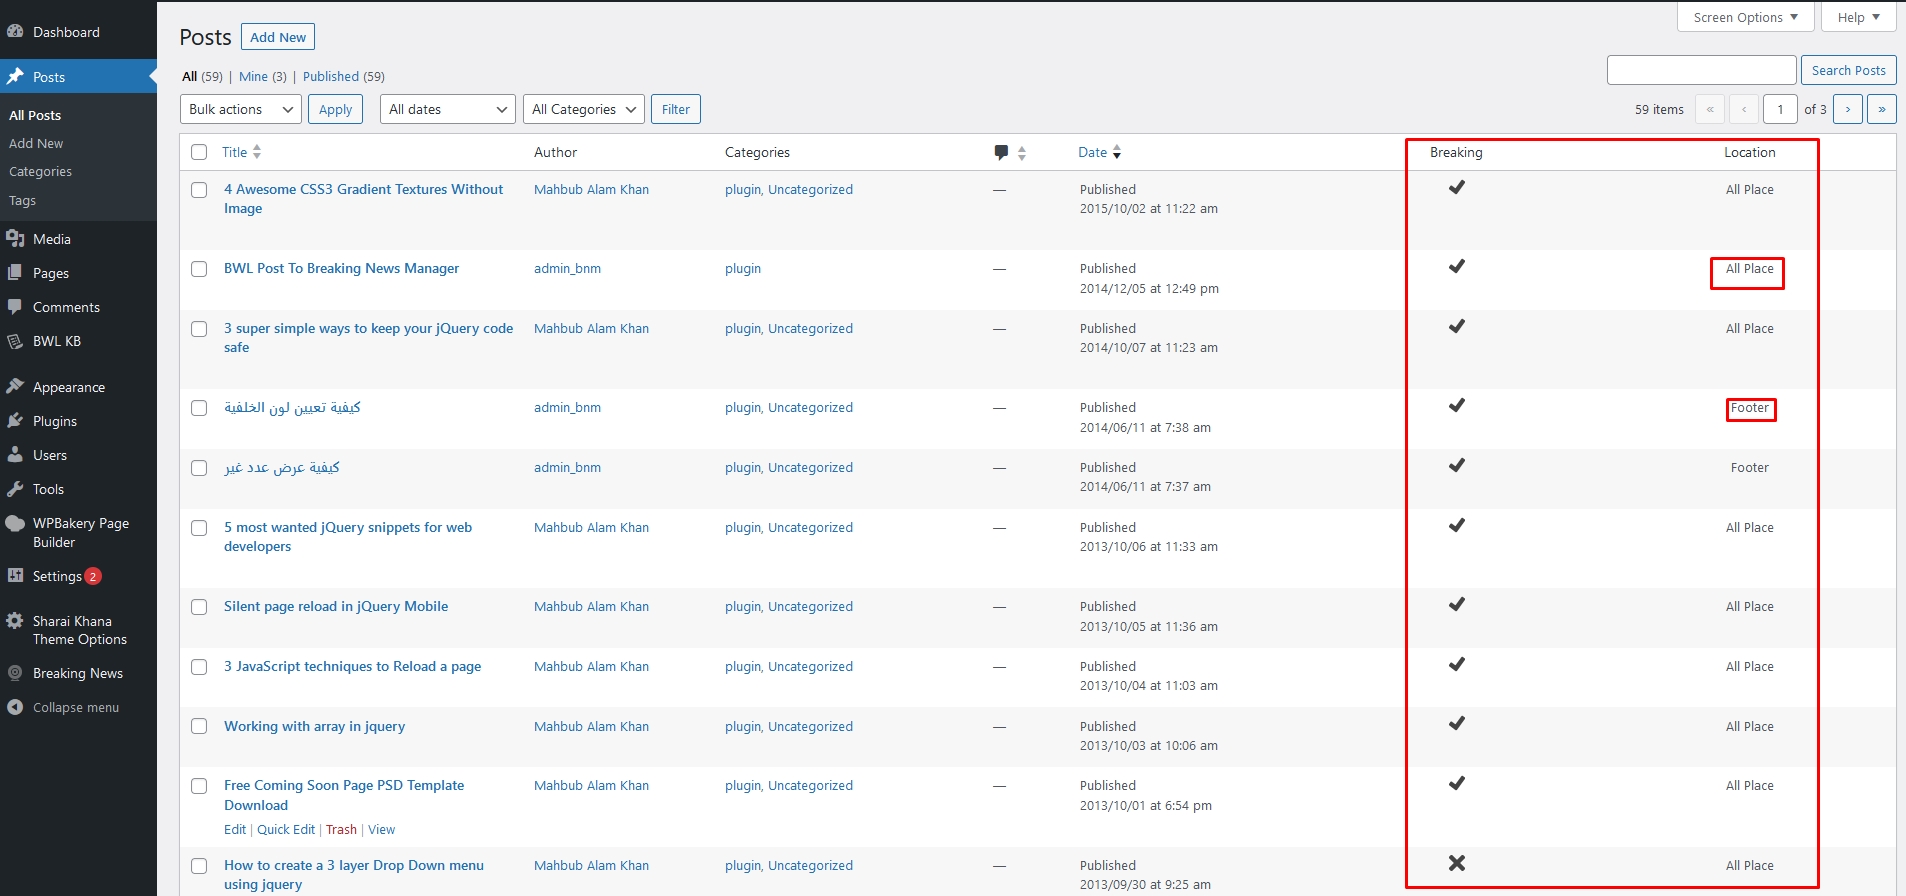 Screen Options ▼
Help ▼
Dashboard
Posts
All Posts
Add New
Categories
Tags
Media
Pages
Comments
BWL KB
Appearance
Plugins
Users
Tools
WPBakery Page
Builder
Settings 2
Sharai Khana
Theme Options
Breaking News
Collapse menu
Posts Add New
All (59) | Mine (3) | Published (59)
Search Posts
Bulk actions Apply All dates All Categories Filter
59 items « ‹ 1 of 3 › »
Title Author Categories Date Breaking Location
4 Awesome CSS3 Gradient Textures Without Mahbub Alam Khan plugin, Uncategorized — Published All Place
Image 2015/10/02 at 11:22 am
BWL Post To Breaking News Manager admin_bnm plugin — Published All Place
2014/12/05 at 12:49 pm
3 super simple ways to keep your jQuery code Mahbub Alam Khan plugin, Uncategorized — Published All Place
safe 2014/10/07 at 11:23 am
كيفية تعيين لون الخلفية admin_bnm plugin, Uncategorized — Published Footer
2014/06/11 at 7:38 am
كيفية عرض عدد غير admin_bnm plugin, Uncategorized — Published Footer
2014/06/11 at 7:37 am
5 most wanted jQuery snippets for web Mahbub Alam Khan plugin, Uncategorized — Published All Place
developers 2013/10/06 at 11:33 am
Silent page reload in jQuery Mobile Mahbub Alam Khan plugin, Uncategorized — Published All Place
2013/10/05 at 11:36 am
3 JavaScript techniques to Reload a page Mahbub Alam Khan plugin, Uncategorized — Published All Place
2013/10/04 at 11:03 am
Working with array in jquery Mahbub Alam Khan plugin, Uncategorized — Published All Place
2013/10/03 at 10:06 am
Free Coming Soon Page PSD Template Mahbub Alam Khan plugin, Uncategorized — Published All Place
Download 2013/10/01 at 6:54 pm
Edit | Quick Edit | Trash | View
How to create a 3 layer Drop Down menu Mahbub Alam Khan plugin, Uncategorized — Published All Place
using jquery 2013/09/30 at 9:25 am